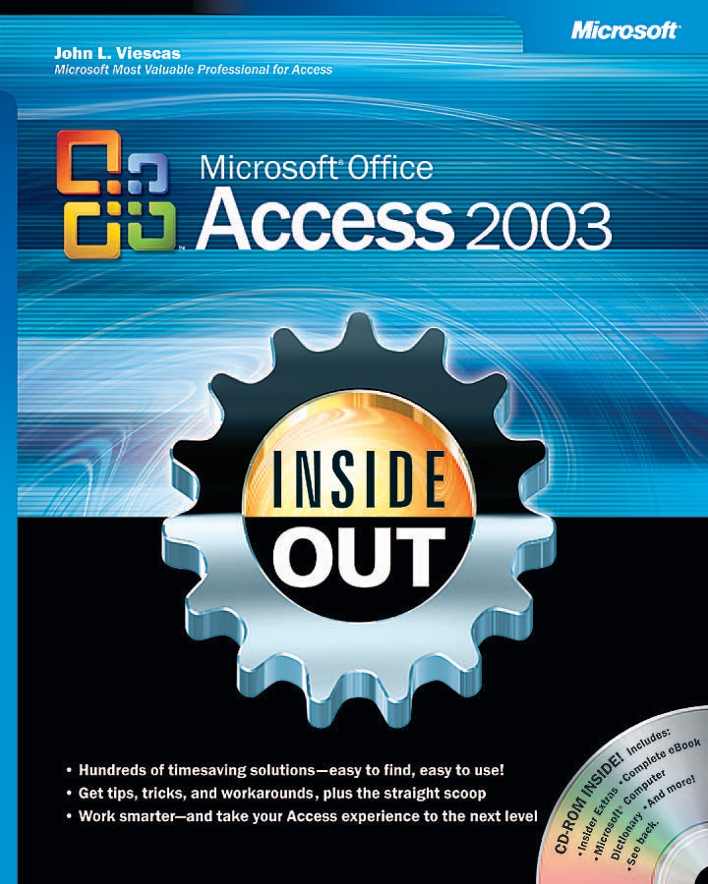 Microsoft
John L. Viescas
Microsoft Most Valuable Professional for Access
Microsoft® Office
Access 2003
™
INSIDE
OUT
• Hundreds of timesaving solutions—easy to find, easy to use!
• Get tips, tricks, and workarounds, plus the straight scoop
• Work smarter—and take your Access experience to the next level
CD-ROM INSIDE! Includes:
• Insider Extras • Complete eBook
• Microsoft® Computer
Dictionary • And more!
• See back.